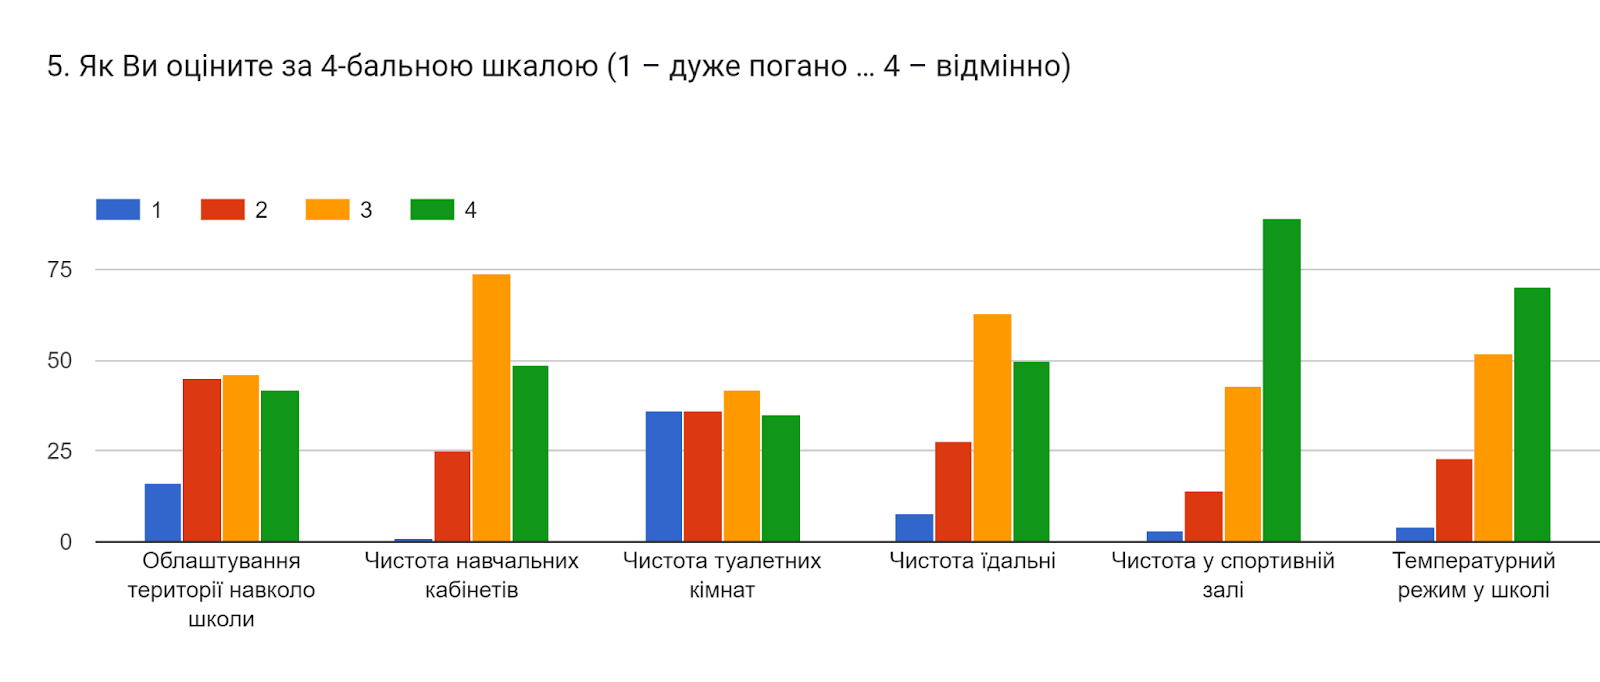 5. Як Ви оціните за 4-бальною шкалою (1 – дуже погано ... 4 – відмінно)
1 2 3 4
75
50
25
0
Облаштування території навколо школи
Чистота навчальних кабінетів
Чистота туалетних кімнат
Чистота їдальні
Чистота у спортивній залі
Температурний режим у школі